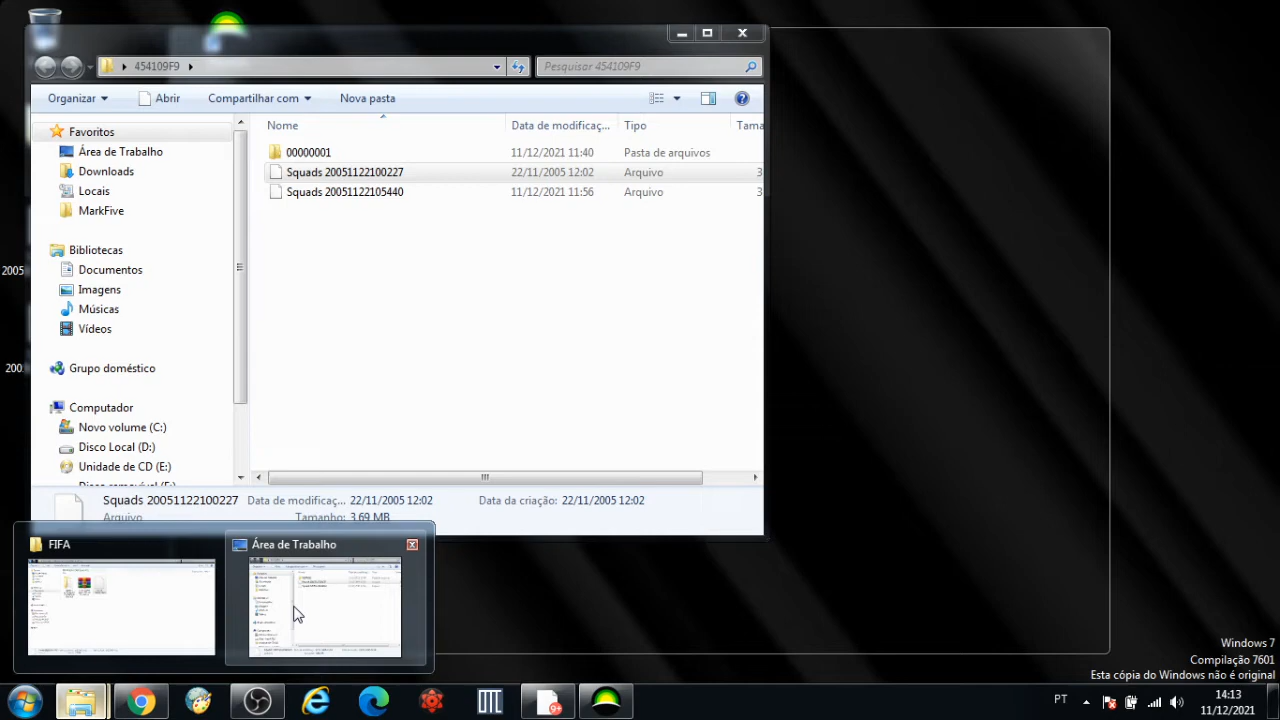 454109F9
Pesquisar 454109F9
Organizar
Abrir
Compartilhar com
Nova pasta
Nome
Data de modificaç...
Tipo
Tama
Favoritos
Área de Trabalho
Downloads
Locais
MarkFive
Bibliotecas
Documentos
Imagens
Músicas
Vídeos
Grupo doméstico
Computador
Novo volume (C:)
Disco Local (D:)
Unidade de CD (E:)
00000001 11/12/2021 11:40 Pasta de arquivos
Squads 20051122100227 22/11/2005 12:02 Arquivo 3
Squads 20051122105440 11/12/2021 11:56 Arquivo 3
2005
200
Squads 20051122100227 Data de modificaç... 22/11/2005 12:02 Data da criação: 22/11/2005 12:02
Arquivo Tamanho: 3,69 MB
FIFA
Área de Trabalho
Windows 7
Compilação 7601
Esta cópia do Windows não é original
9+
PT
14:13
11/12/2021